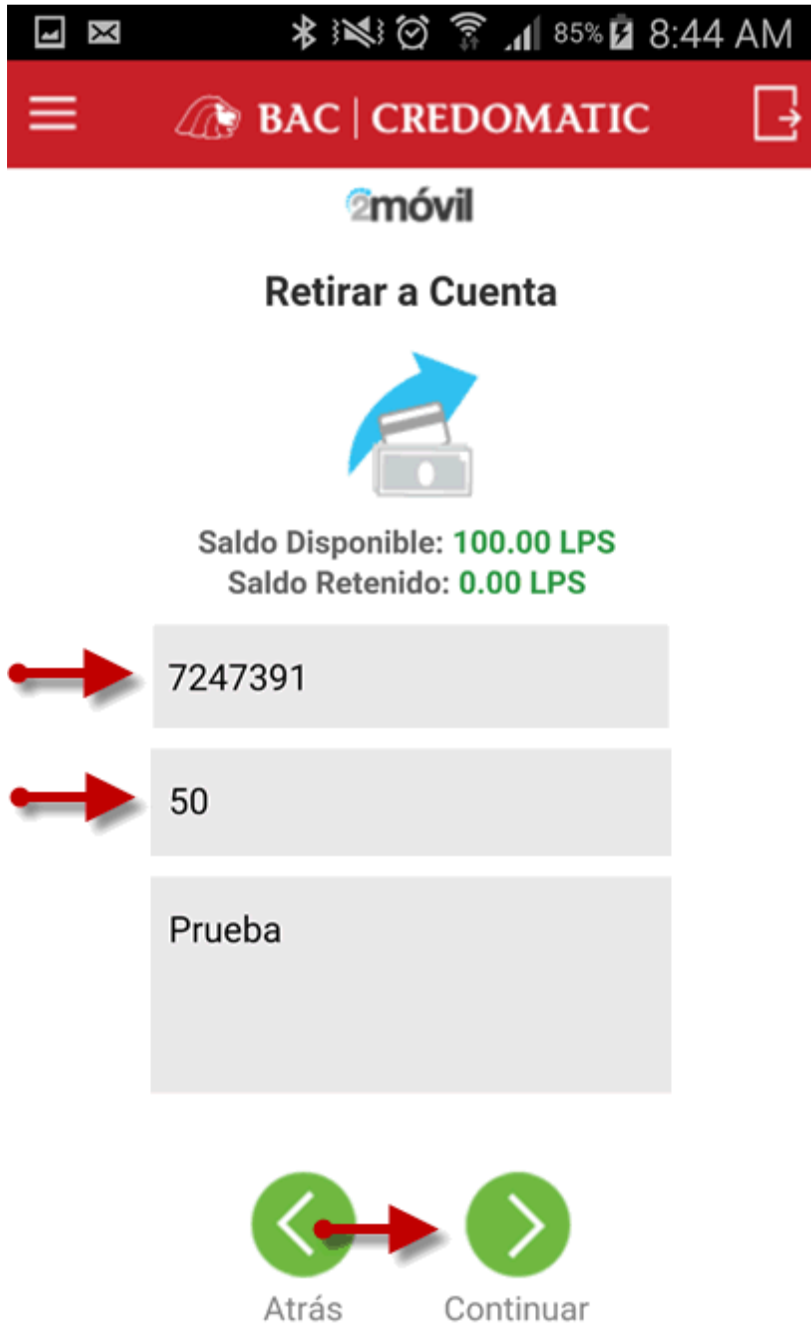 85% 8:44 AM
BAC | CREDOMATIC
2móvil
Retirar a Cuenta
Saldo Disponible: 100.00 LPS
Saldo Retenido: 0.00 LPS
7247391
50
Prueba
Atrás Continuar